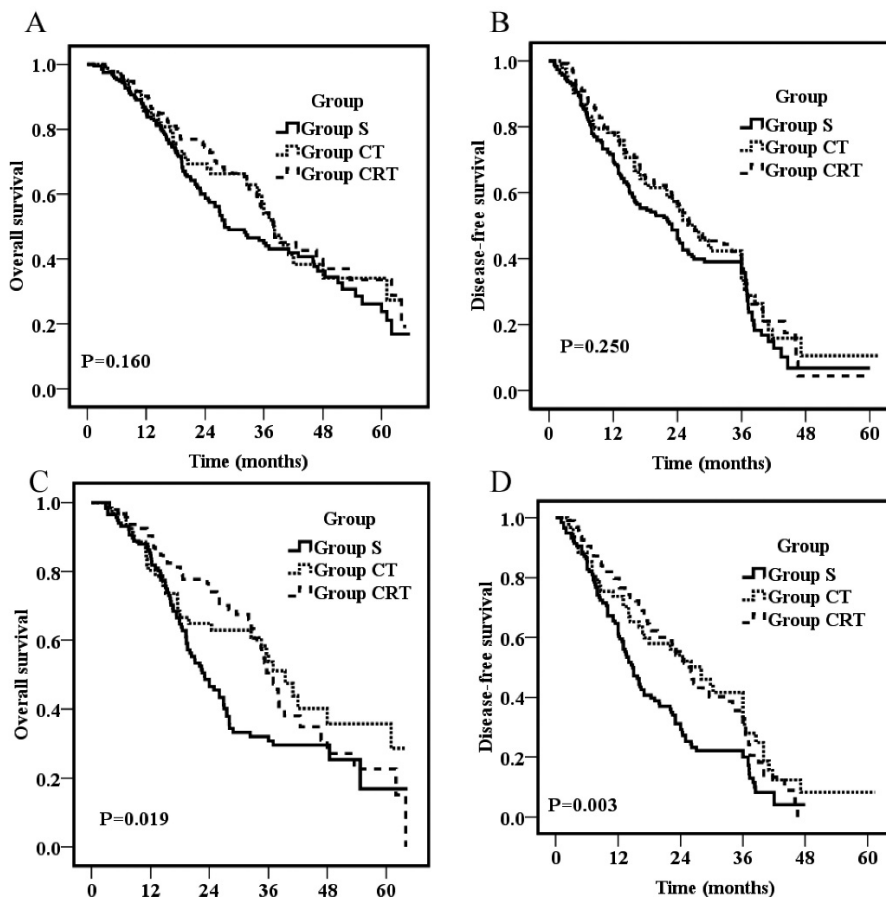 A
Overall survival
1.0
0.8
0.6
0.4
0.2
0.0
Group
Group S
Group CT
Group CRT
P=0.160
0 12 24 36 48 60
Time (months)
B
Disease-free survival
1.0
0.8
0.6
0.4
0.2
0.0
Group
Group S
Group CT
Group CRT
P=0.250
0 12 24 36 48 60
Time (months)
C
Overall survival
1.0
0.8
0.6
0.4
0.2
0.0
Group
Group S
Group CT
Group CRT
P=0.019
0 12 24 36 48 60
D
Disease-free survival
1.0
0.8
0.6
0.4
0.2
0.0
Group
Group S
Group CT
Group CRT
P=0.003
0 12 24 36 48 60
Time (months)